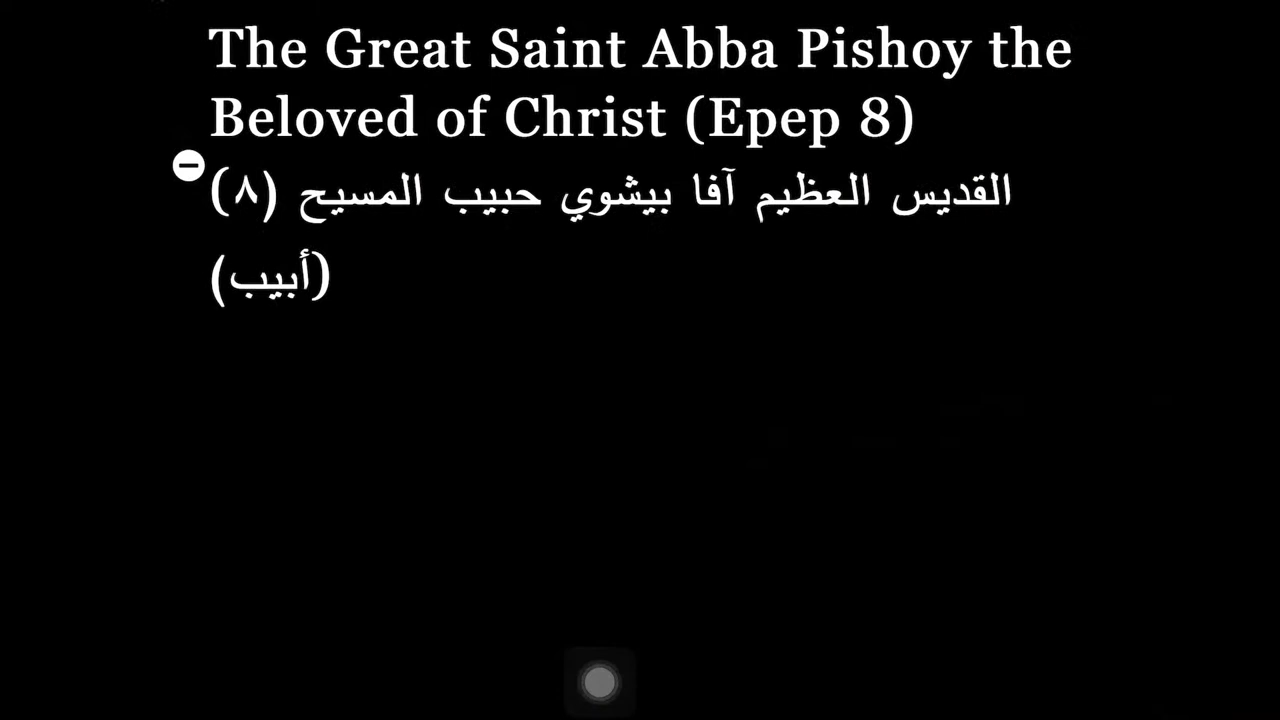 The Great Saint Abba Pishoy the
Beloved of Christ (Epep 8)
القديس العظيم آفا بيشوي حبيب المسيح (٨)
(أبيب)